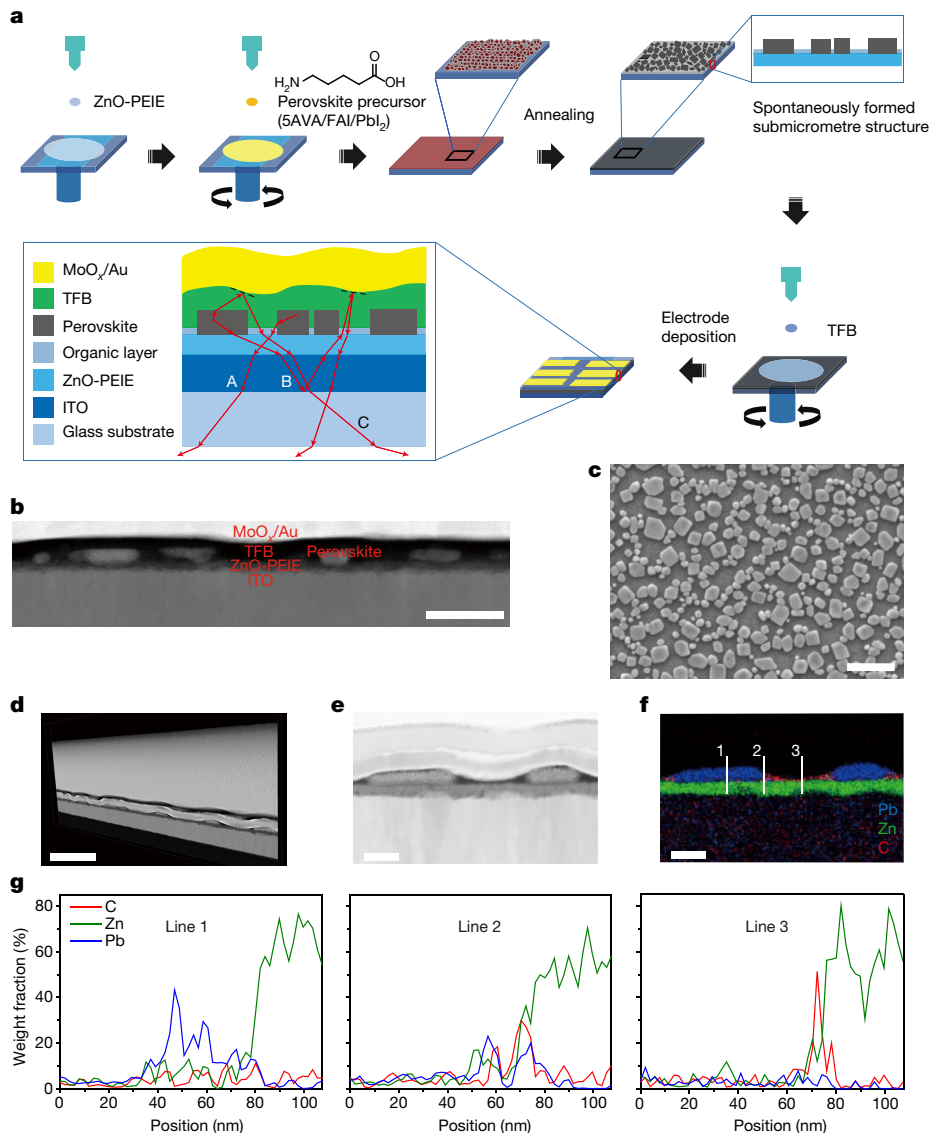 a
ZnO-PEIE
H₂N
O
OH
Perovskite precursor
(5AVA/FAI/PbI₂)
Annealing
Spontaneously formed
submicrometre structure
MoOₓ/Au
TFB
Perovskite
Organic layer
ZnO-PEIE
ITO
Glass substrate
A
B
C
Electrode
deposition
TFB
b
MoOₓ/Au
TFB
Perovskite
ZnO-PEIE
ITO
c
d
e
f
1
2
3
Pb
Zn
C
g
Weight fraction (%)
80
60
40
20
0
C
Zn
Pb
Line 1
Line 2
Line 3
0 20 40 60 80 100
0 20 40 60 80 100
0 20 40 60 80 100
Position (nm)
Position (nm)
Position (nm)